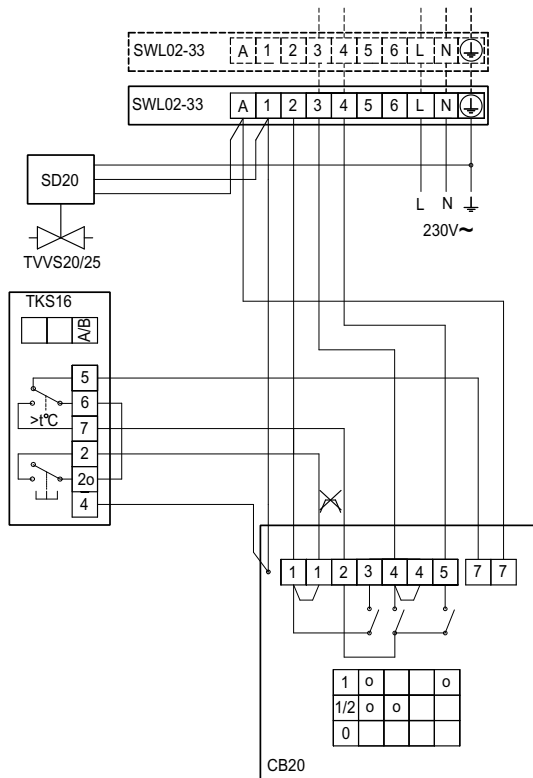 SWL02-33 A 1 2 3 4 5 6 L N
SWL02-33 A 1 2 3 4 5 6 L N
SD20
L N
230V~
TVVS20/25
TKS16
A/B
5
6
>t°C
7
2
2o
4
1 1 2 3 4 4 5 7 7
1 o o
1/2 o o
0
CB20